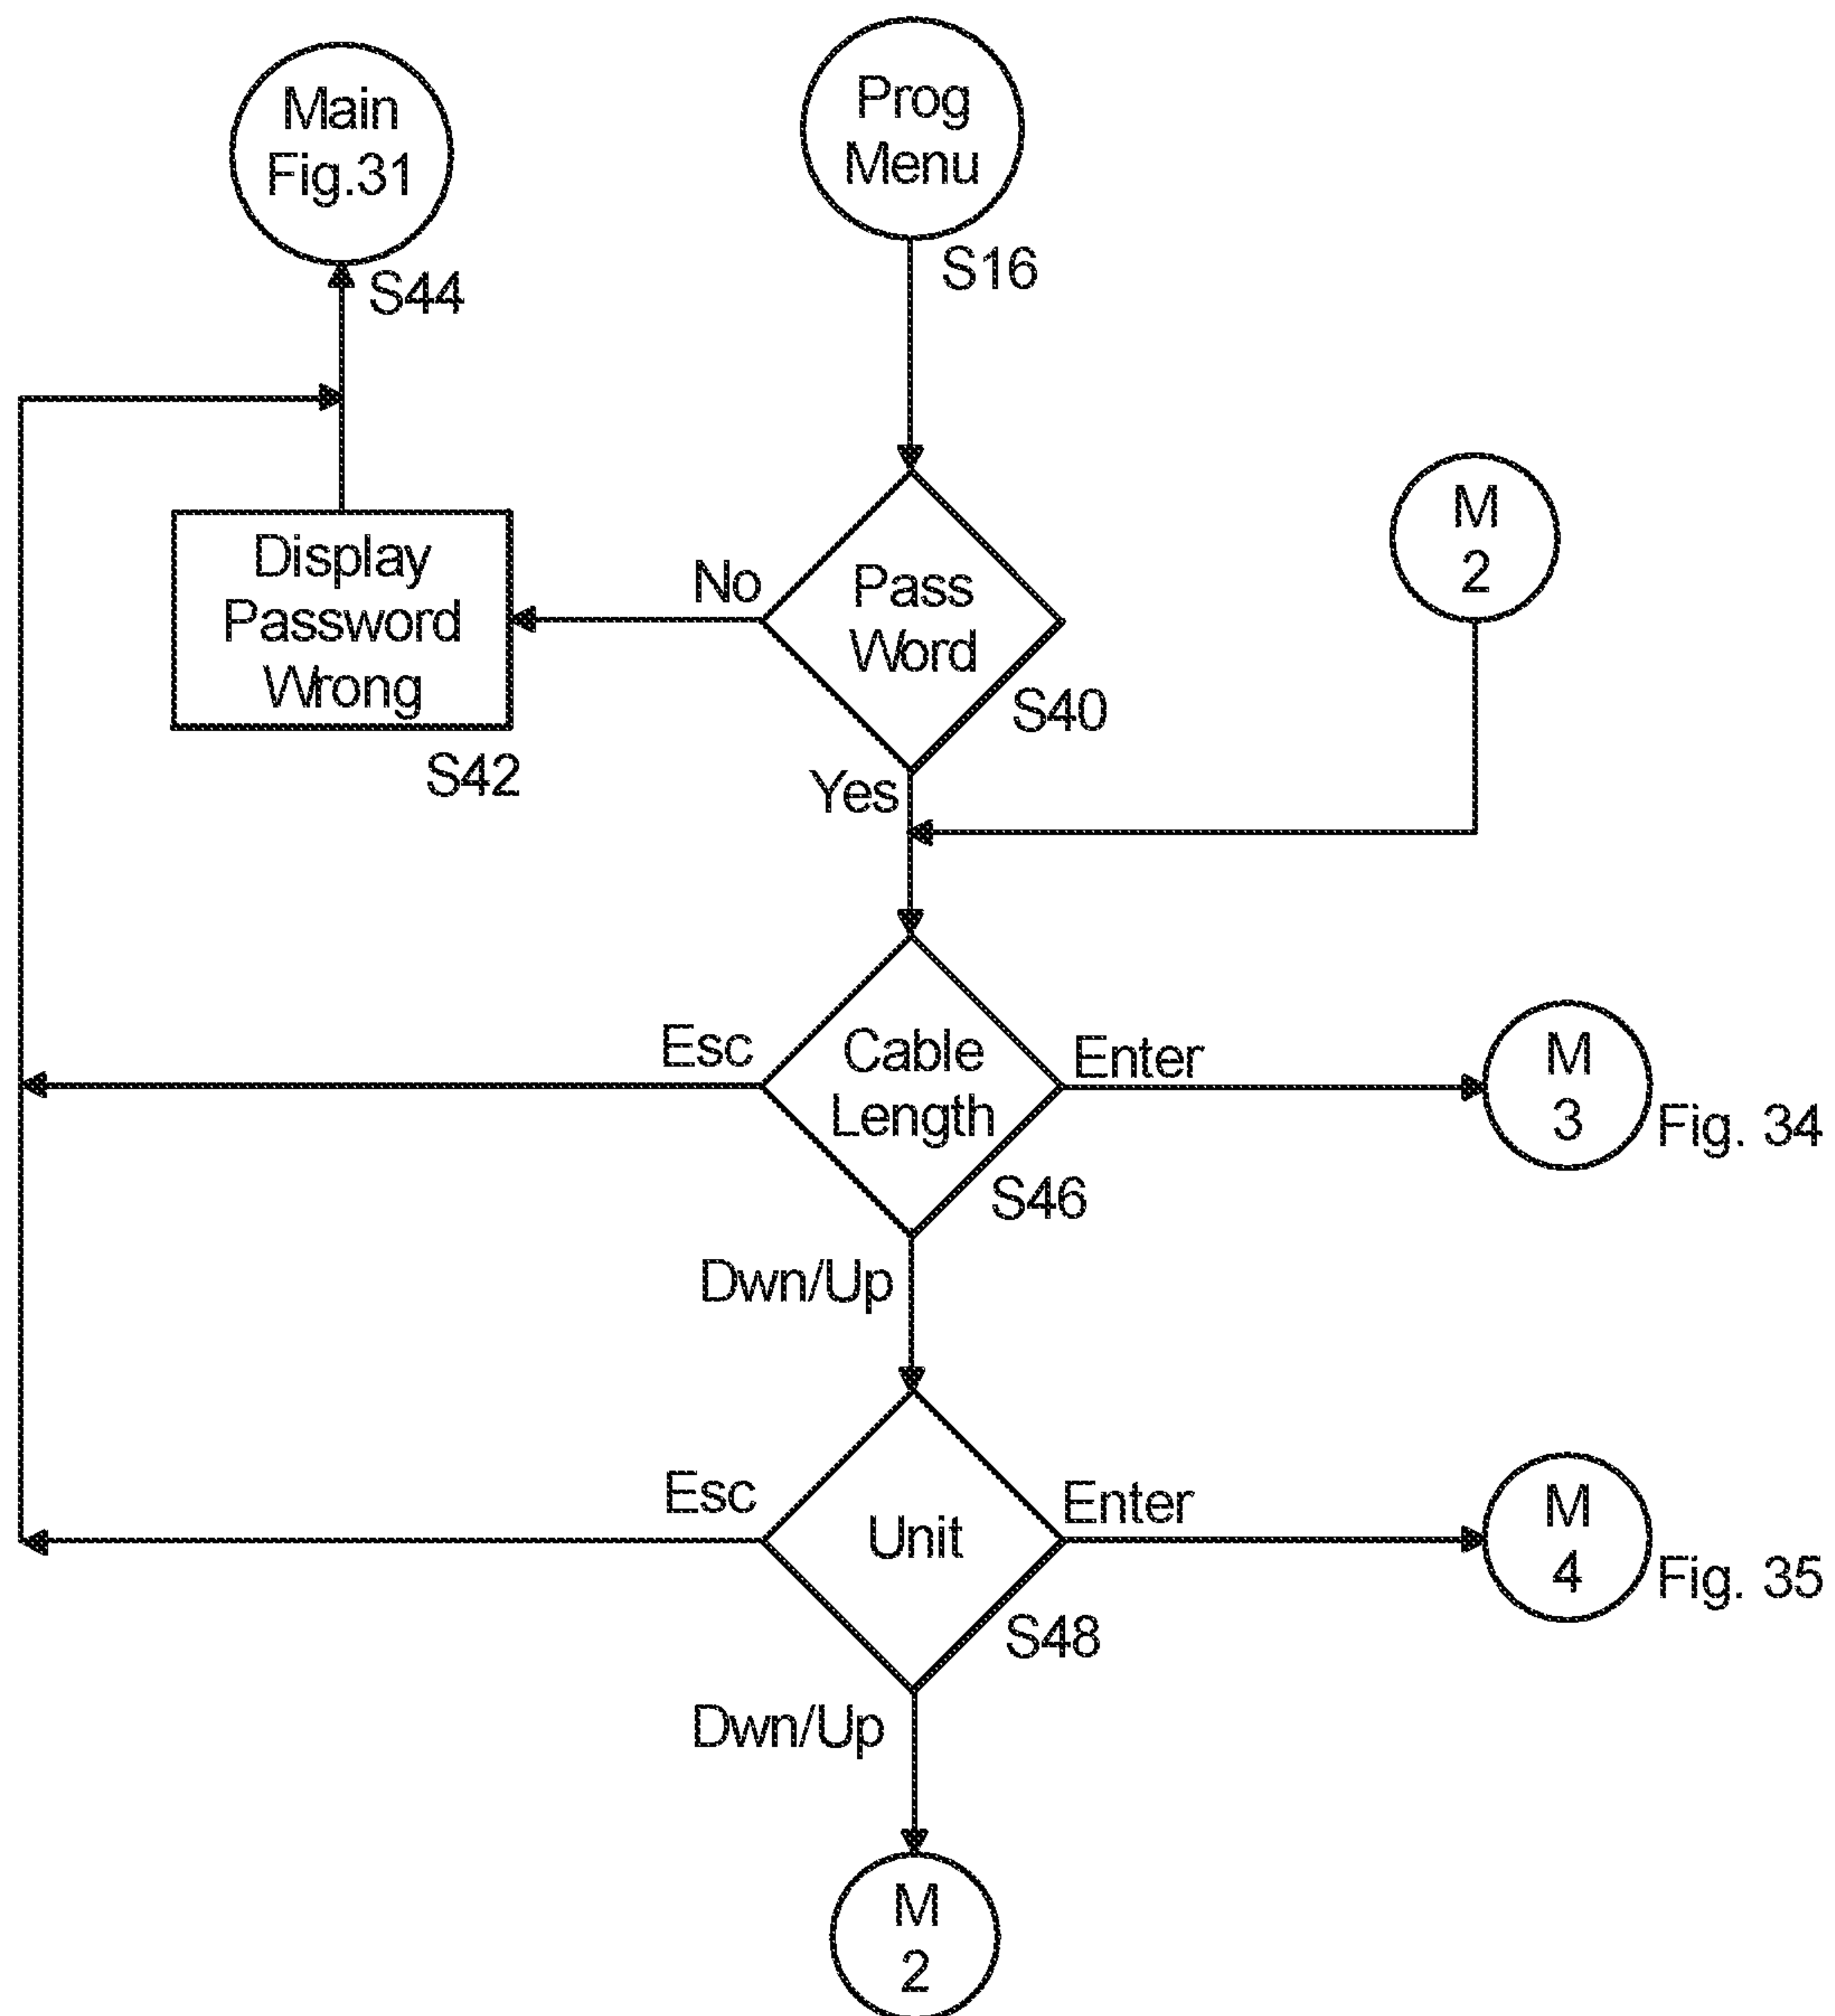 Prog
Menu
S16
Main
Fig.31
S44
Pass
Word
S40
No
Display
Password
Wrong
S42
Yes
M
2
Cable
Length
S46
Esc
Enter
M
3
Fig. 34
Dwn/Up
Unit
S48
Esc
Enter
M
4
Fig. 35
Dwn/Up
M
2